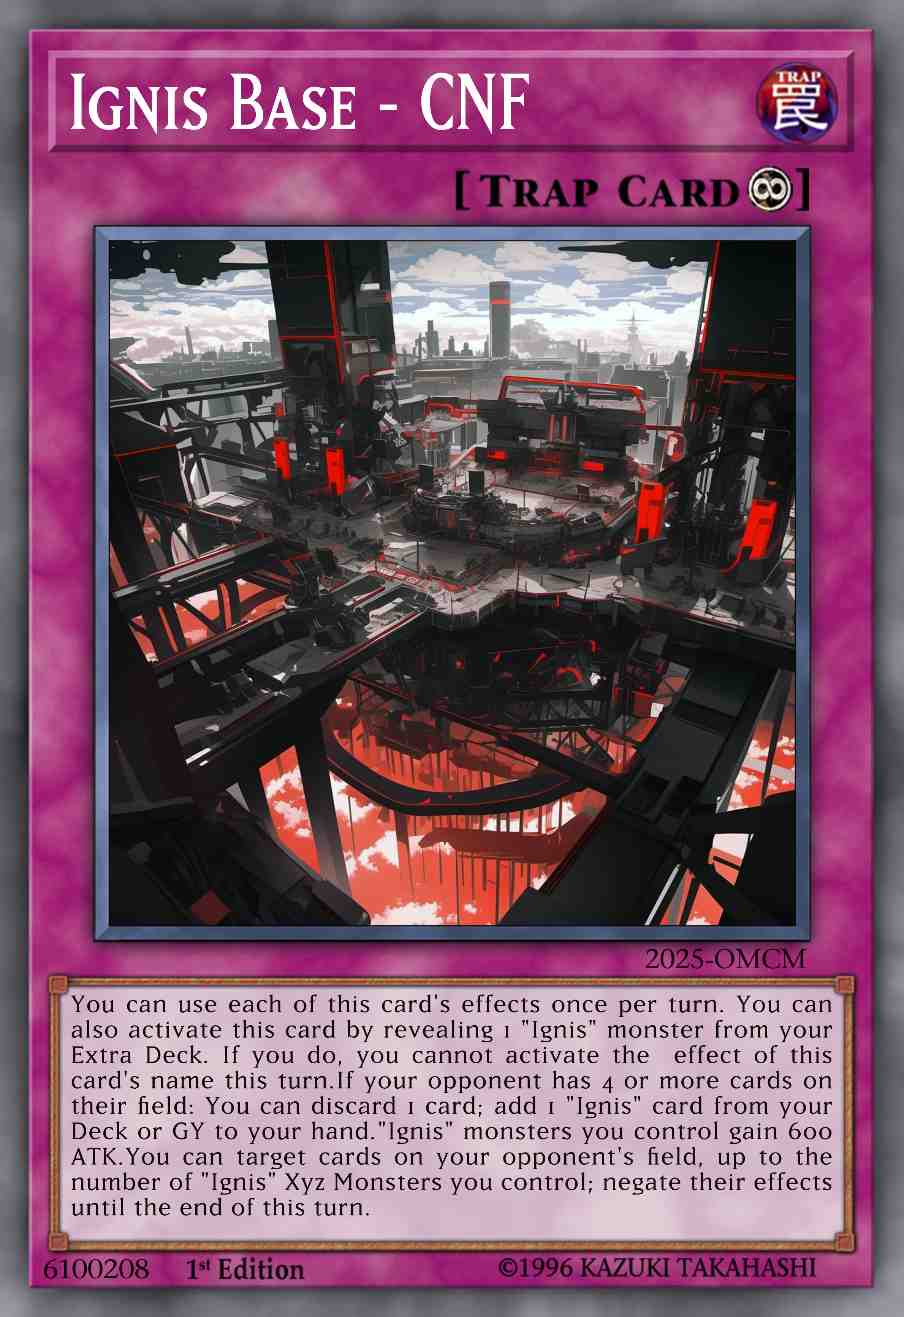 Ignis Base - CNF
TRAP
罠
[Trap Card]
2025-OMCM
You can use each of this card's effects once per turn. You can
also activate this card by revealing 1 "Ignis" monster from your
Extra Deck. If you do, you cannot activate the effect of this
card's name this turn.If your opponent has 4 or more cards on
their field: You can discard 1 card; add 1 "Ignis" card from your
Deck or GY to your hand."Ignis" monsters you control gain 600
ATK.You can target cards on your opponent's field, up to the
number of "Ignis" Xyz Monsters you control; negate their effects
until the end of this turn.
6100208 1st Edition ©1996 KAZUKI TAKAHASHI